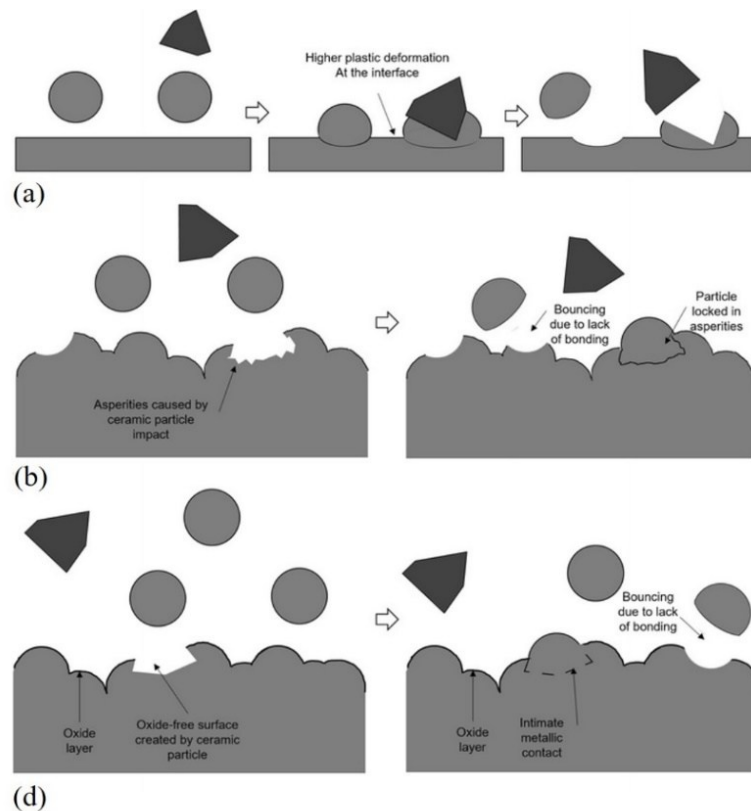 Higher plastic deformation
At the interface
(a)
Asperities caused by
ceramic particle
impact
Bouncing
due to lack
of bonding
Particle
locked in
asperities
(b)
Oxide
layer
Oxide-free surface
created by ceramic
particle
Oxide
layer
Intimate
metallic
contact
Bouncing
due to lack
of bonding
(d)